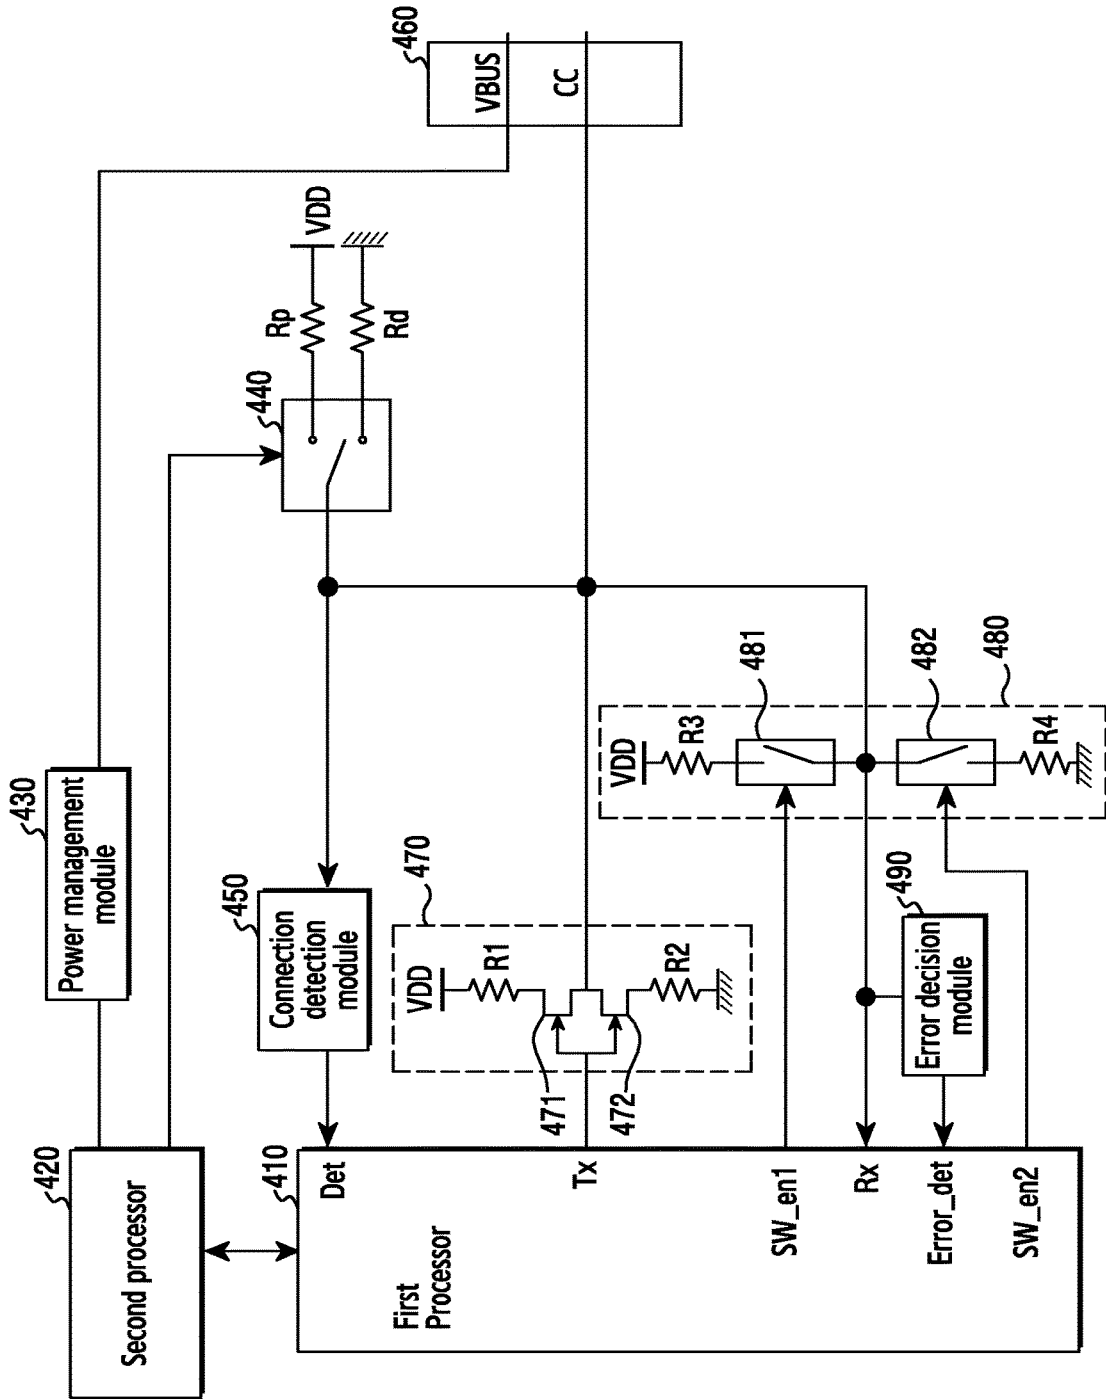 420
Second processor
430
Power management
module
460
VBUS
CC
410
First
Processor
Det
Tx
SW_en1
Rx
Error_det
SW_en2
450
Connection
detection
module
440
Rp
VDD
Rd
470
VDD
R1
R2
471
472
480
VDD
R3
481
482
R4
490
Error decision
module